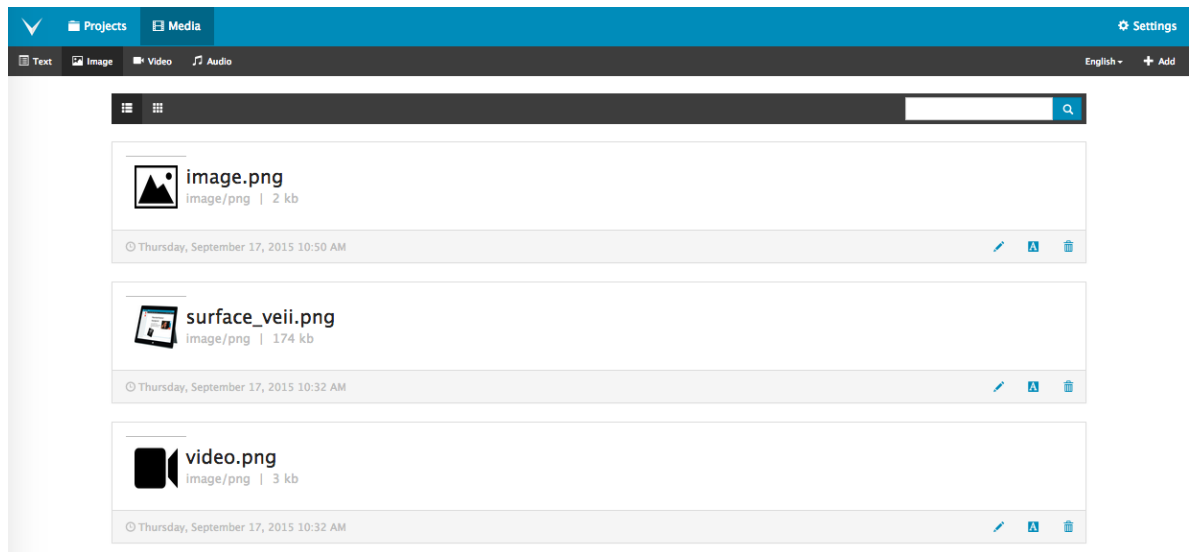 Projects Media Settings
Text Image Video Audio English Add
image.png
image/png | 2 kb
Thursday, September 17, 2015 10:50 AM
A
surface_veii.png
image/png | 174 kb
Thursday, September 17, 2015 10:32 AM
A
video.png
image/png | 3 kb
Thursday, September 17, 2015 10:32 AM
A